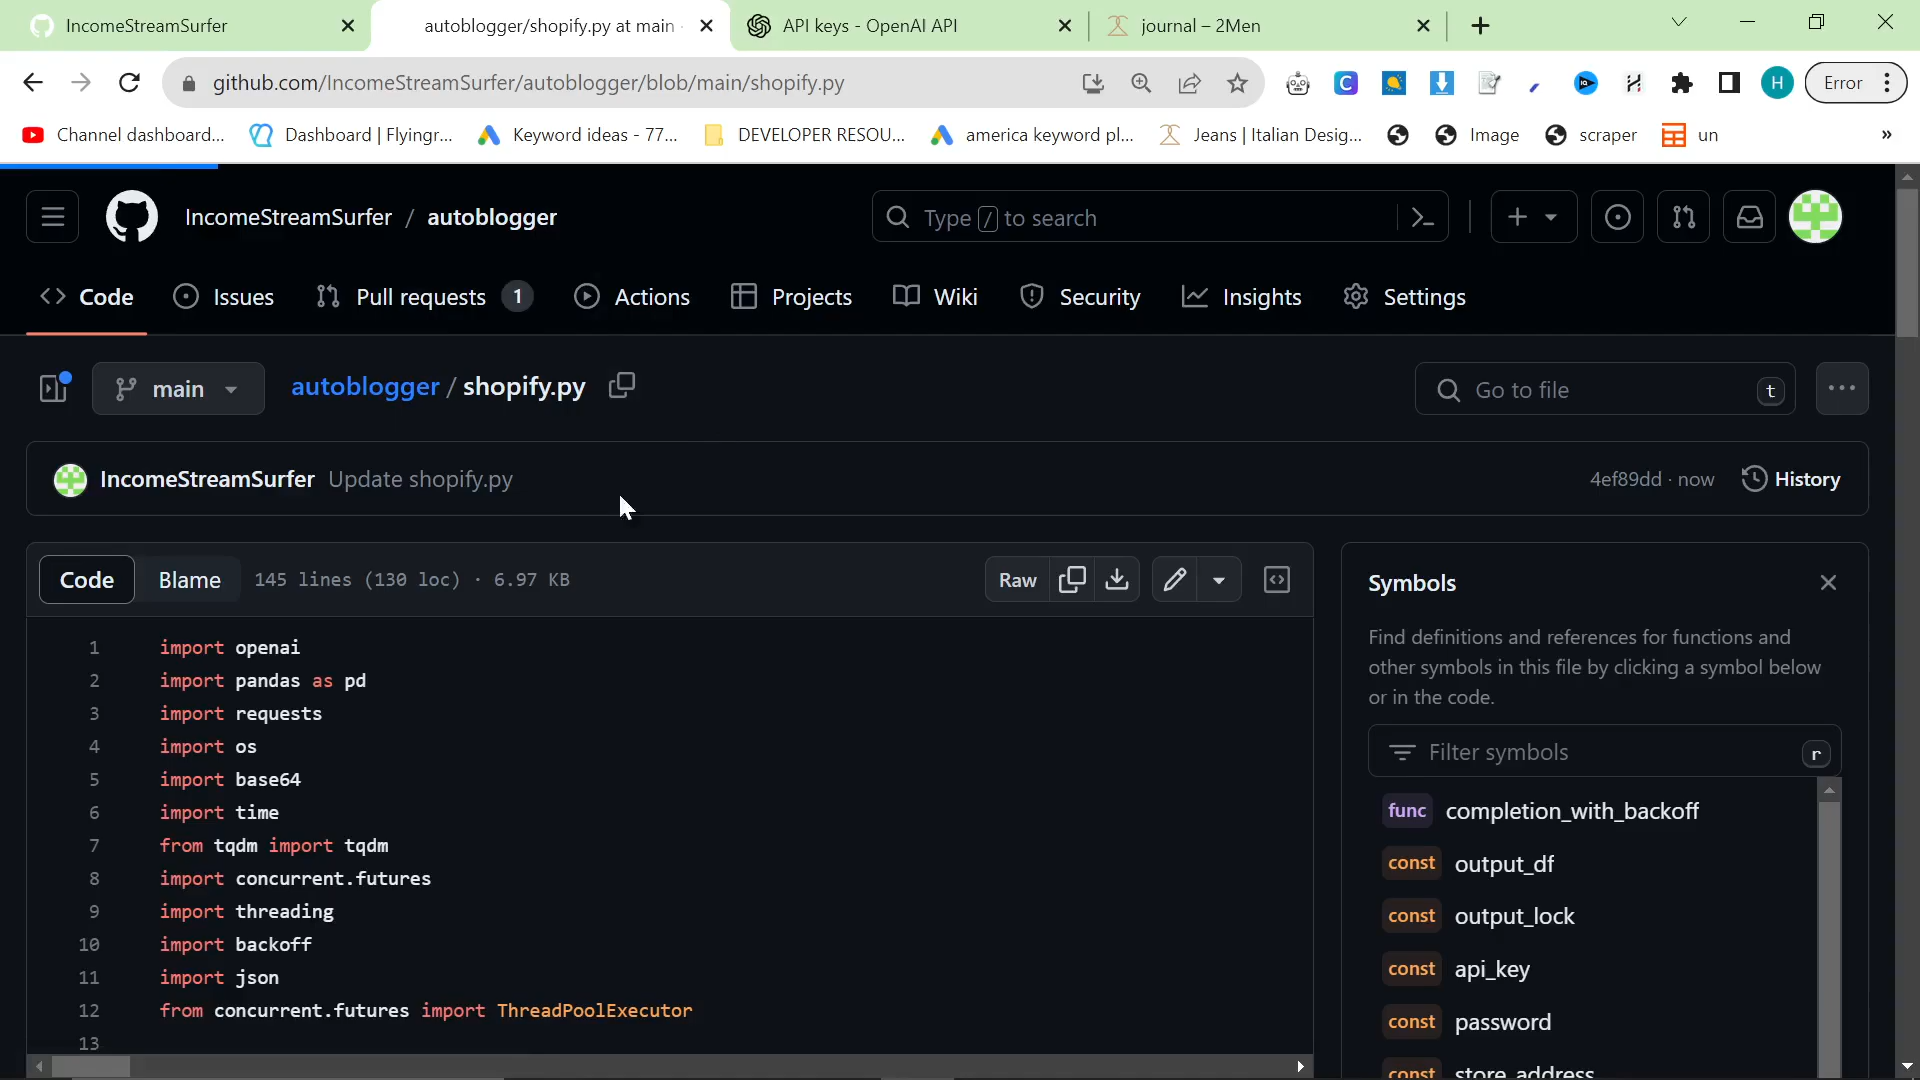 IncomeStreamSurfer
autoblogger/shopify.py at main
API keys - OpenAI API
journal – 2Men
github.com/IncomeStreamSurfer/autoblogger/blob/main/shopify.py
H
Error
Channel dashboard...
Dashboard | Flyingr...
Keyword ideas - 77...
DEVELOPER RESOU...
america keyword pl...
Jeans | Italian Desig...
Image
scraper
un
»
IncomeStreamSurfer / autoblogger
Type / to search
Code
Issues
Pull requests 1
Actions
Projects
Wiki
Security
Insights
Settings
main
autoblogger / shopify.py
Go to file
t
IncomeStreamSurfer Update shopify.py
4ef89dd · now
History
Code
Blame
145 lines (130 loc) · 6.97 KB
Raw
1 import openai
2 import pandas as pd
3 import requests
4 import os
5 import base64
6 import time
7 from tqdm import tqdm
8 import concurrent.futures
9 import threading
10 import backoff
11 import json
12 from concurrent.futures import ThreadPoolExecutor
13
Symbols
Find definitions and references for functions and
other symbols in this file by clicking a symbol below
or in the code.
Filter symbols
r
func completion_with_backoff
const output_df
const output_lock
const api_key
const password
const store_address